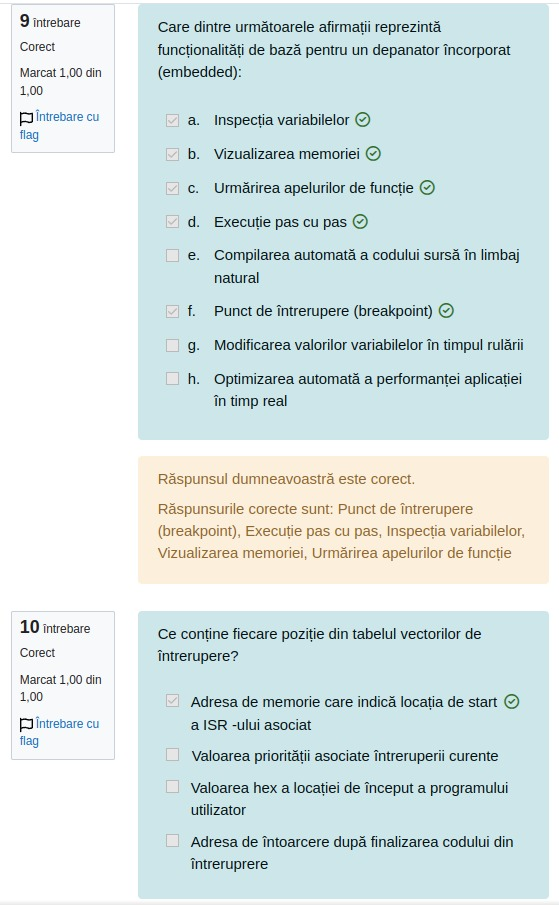 9 întrebare
Corect
Marcat 1,00 din
1,00
Întrebare cu
flag
Care dintre următoarele afirmații reprezintă
funcționalități de bază pentru un depanator încorporat
(embedded):
a. Inspecția variabilelor
b. Vizualizarea memoriei
c. Urmărirea apelurilor de funcție
d. Execuție pas cu pas
e. Compilarea automată a codului sursă în limbaj
natural
f. Punct de întrerupere (breakpoint)
g. Modificarea valorilor variabilelor în timpul rulării
h. Optimizarea automată a performanței aplicației
în timp real
Răspunsul dumneavoastră este corect.
Răspunsurile corecte sunt: Punct de întrerupere
(breakpoint), Execuție pas cu pas, Inspecția variabilelor,
Vizualizarea memoriei, Urmărirea apelurilor de funcție
10 întrebare
Corect
Marcat 1,00 din
1,00
Întrebare cu
flag
Ce conține fiecare poziție din tabelul vectorilor de
întrerupere?
Adresa de memorie care indică locația de start
a ISR -ului asociat
Valoarea priorității asociate întreruperii curente
Valoarea hex a locației de început a programului
utilizator
Adresa de întoarcere după finalizarea codului din
întreruprere